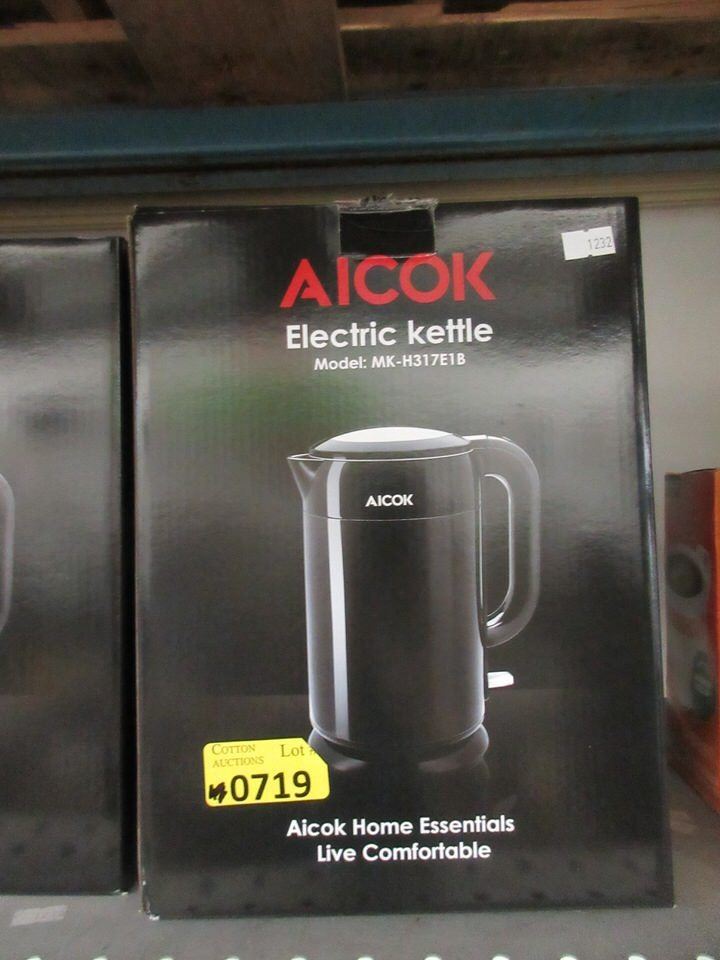 1232
AICOK
Electric kettle
Model: MK-H317E1B
AICOK
COTTON
AUCTIONS
Lot #
0719
Aicok Home Essentials
Live Comfortable